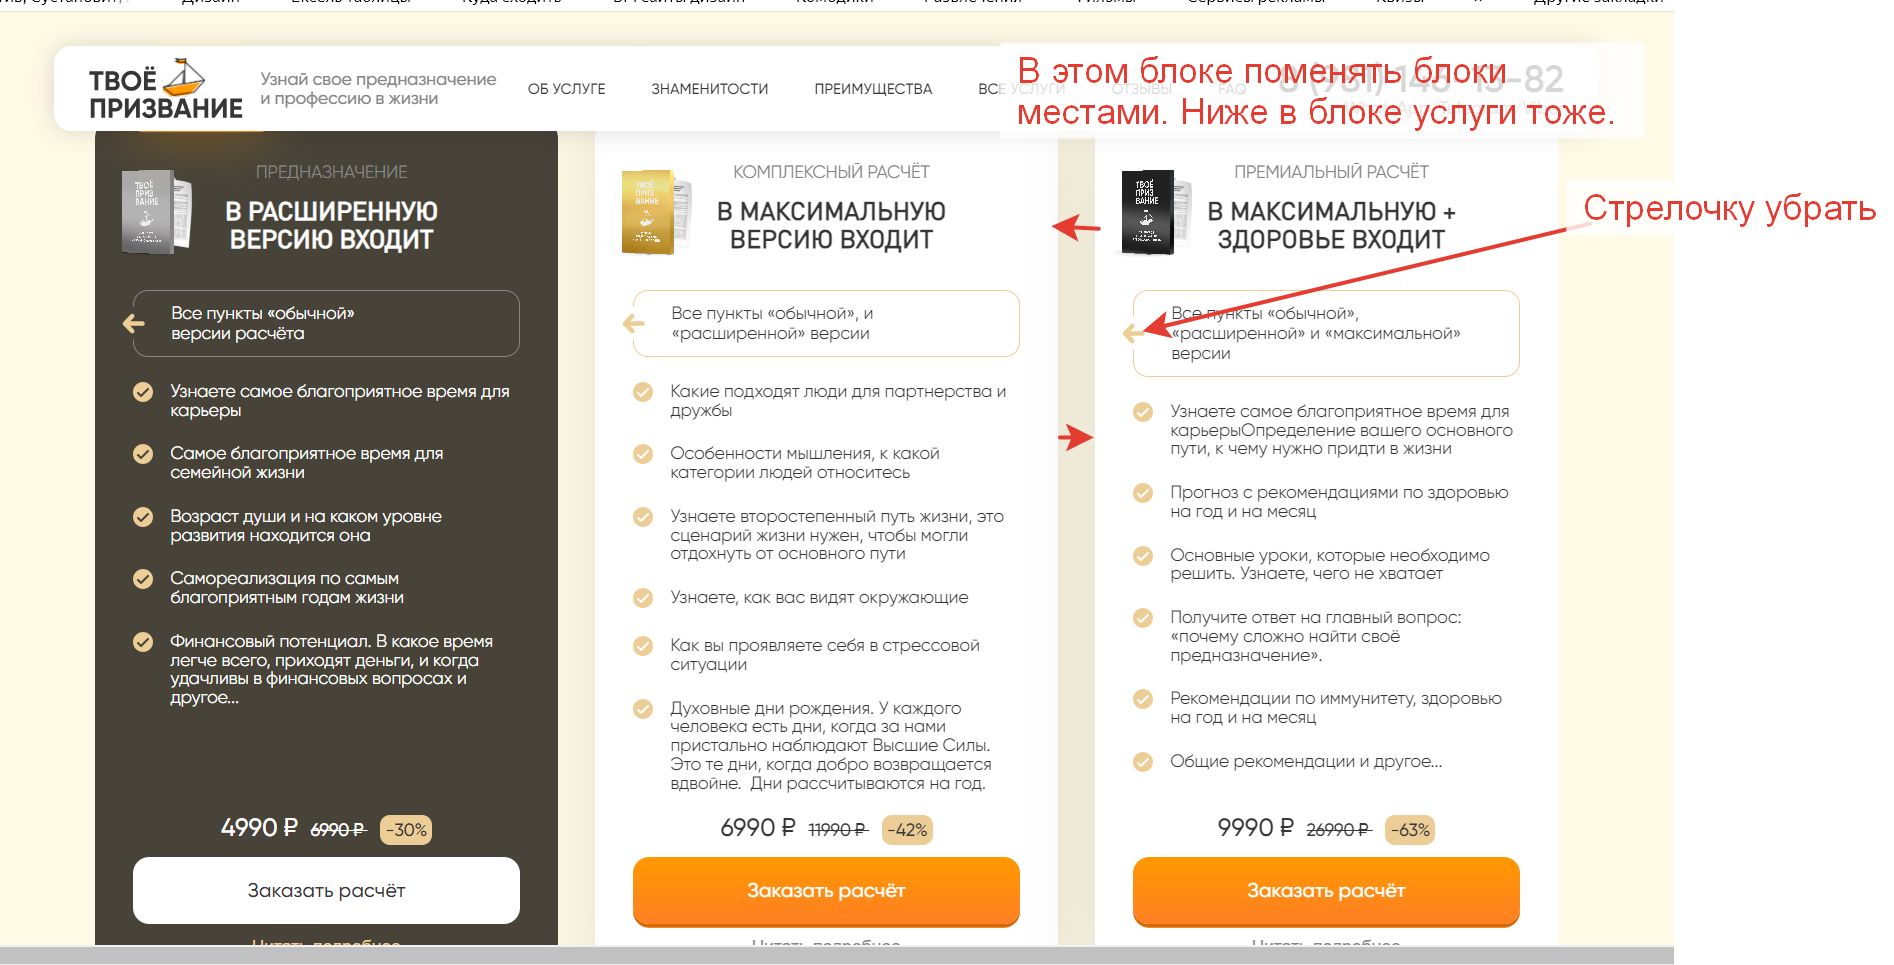 Дизайн
В этом блоке поменять блоки
местами. Ниже в блоке услуги тоже.
ТВОЁ
ПРИЗВАНИЕ
Узнай свое предназначение
и профессию в жизни
ОБ УСЛУГЕ
ЗНАМЕНИТОСТИ
ПРЕИМУЩЕСТВА
ВСЕ УСЛУГИ
ОТЗЫВЫ
FAQ
Стрелочку убрать
ПРЕДНАЗНАЧЕНИЕ
В РАСШИРЕННУЮ
ВЕРСИЮ ВХОДИТ
ТВОЁ
ПРИЗ
ВАНИЕ
Все пункты «обычной»
версии расчёта
Узнаете самое благоприятное время для
карьеры
Самое благоприятное время для
семейной жизни
Возраст души и на каком уровне
развития находится она
Самореализация по самым
благоприятным годам жизни
Финансовый потенциал. В какое время
легче всего, приходят деньги, и когда
удачливы в финансовых вопросах и
другое...
4990 ₽ 6990 ₽ -30%
Заказать расчёт
Читать подробнее
КОМПЛЕКСНЫЙ РАСЧЁТ
В МАКСИМАЛЬНУЮ
ВЕРСИЮ ВХОДИТ
ТВОЁ
ПРИЗ
ВАНИЕ
Все пункты «обычной», и
«расширенной» версии
Какие подходят люди для партнерства и
дружбы
Особенности мышления, к какой
категории людей относитесь
Узнаете второстепенный путь жизни, это
сценарий жизни нужен, чтобы могли
отдохнуть от основного пути
Узнаете, как вас видят окружающие
Как вы проявляете себя в стрессовой
ситуации
Духовные дни рождения. У каждого
человека есть дни, когда за нами
пристально наблюдают Высшие Силы.
Это те дни, когда добро возвращается
вдвойне. Дни рассчитываются на год.
6990 ₽ 11990 ₽ -42%
Заказать расчёт
Читать подробнее
ПРЕМИАЛЬНЫЙ РАСЧЁТ
В МАКСИМАЛЬНУЮ +
ЗДОРОВЬЕ ВХОДИТ
ТВОЁ
ПРИЗ
ВАНИЕ
Все пункты «обычной»,
«расширенной» и «максимальной»
версии
Узнаете самое благоприятное время для
карьерыОпределение вашего основного
пути, к чему нужно придти в жизни
Прогноз с рекомендациями по здоровью
на год и на месяц
Основные уроки, которые необходимо
решить. Узнаете, чего не хватает
Получите ответ на главный вопрос:
«почему сложно найти своё
предназначение».
Рекомендации по иммунитету, здоровью
на год и на месяц
Общие рекомендации и другое...
9990 ₽ 26990 ₽ -63%
Заказать расчёт
Читать подробнее